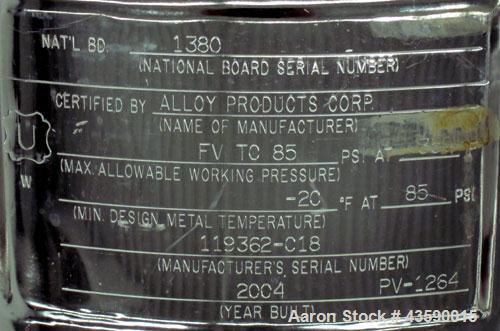 NAT'L BD. 1380
(NATIONAL BOARD SERIAL NUMBER)
CERTIFIED BY ALLOY PRODUCTS CORP.
(NAME OF MANUFACTURER)
U
FV TO 85 PSI AT
W
(MAX. ALLOWABLE WORKING PRESSURE)
-20 °F AT 85 PSI
(MIN. DESIGN METAL TEMPERATURE)
119362-018
(MANUFACTURER'S SERIAL NUMBER)
2004 PV-1264
(YEAR BUILT)
Aaron Stock # 43590015